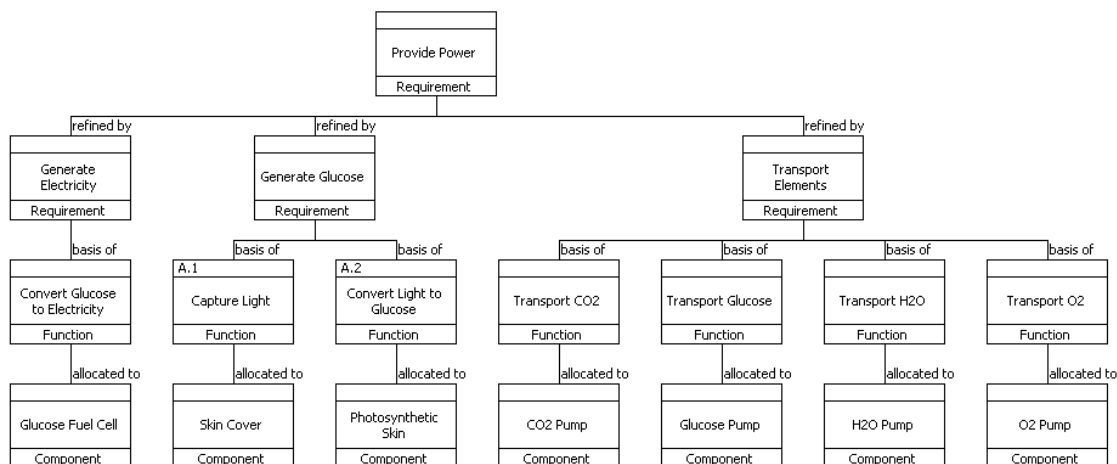 Provide Power
Requirement
refined by
refined by
refined by
Generate
Electricity
Requirement
Generate Glucose
Requirement
Transport
Elements
Requirement
basis of
basis of
basis of
basis of
basis of
basis of
basis of
Convert Glucose
to Electricity
Function
A.1
Capture Light
Function
A.2
Convert Light to
Glucose
Function
Transport CO2
Function
Transport Glucose
Function
Transport H2O
Function
Transport O2
Function
allocated to
allocated to
allocated to
allocated to
allocated to
allocated to
allocated to
Glucose Fuel Cell
Component
Skin Cover
Component
Photosynthetic
Skin
Component
CO2 Pump
Component
Glucose Pump
Component
H2O Pump
Component
O2 Pump
Component